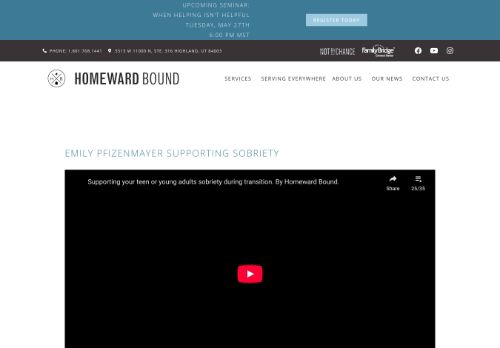 UPCOMING SEMINAR:
WHEN HELPING ISN'T HELPFUL
TUESDAY, MAY 27TH
6:00 PM MST
REGISTER TODAY
PHONE: 1.801.768.1441
5513 W 11000 N, STE. 316 HIGHLAND, UT 84003
NOT BY CHANCE
FamilyBridge
HOMEWARD BOUND
SERVICES
SERVING EVERYWHERE
ABOUT US
OUR NEWS
CONTACT US
EMILY PFIZENMAYER SUPPORTING SOBRIETY
Supporting your teen or young adults sobriety during transition. By Homeward Bound.
Share
25/35